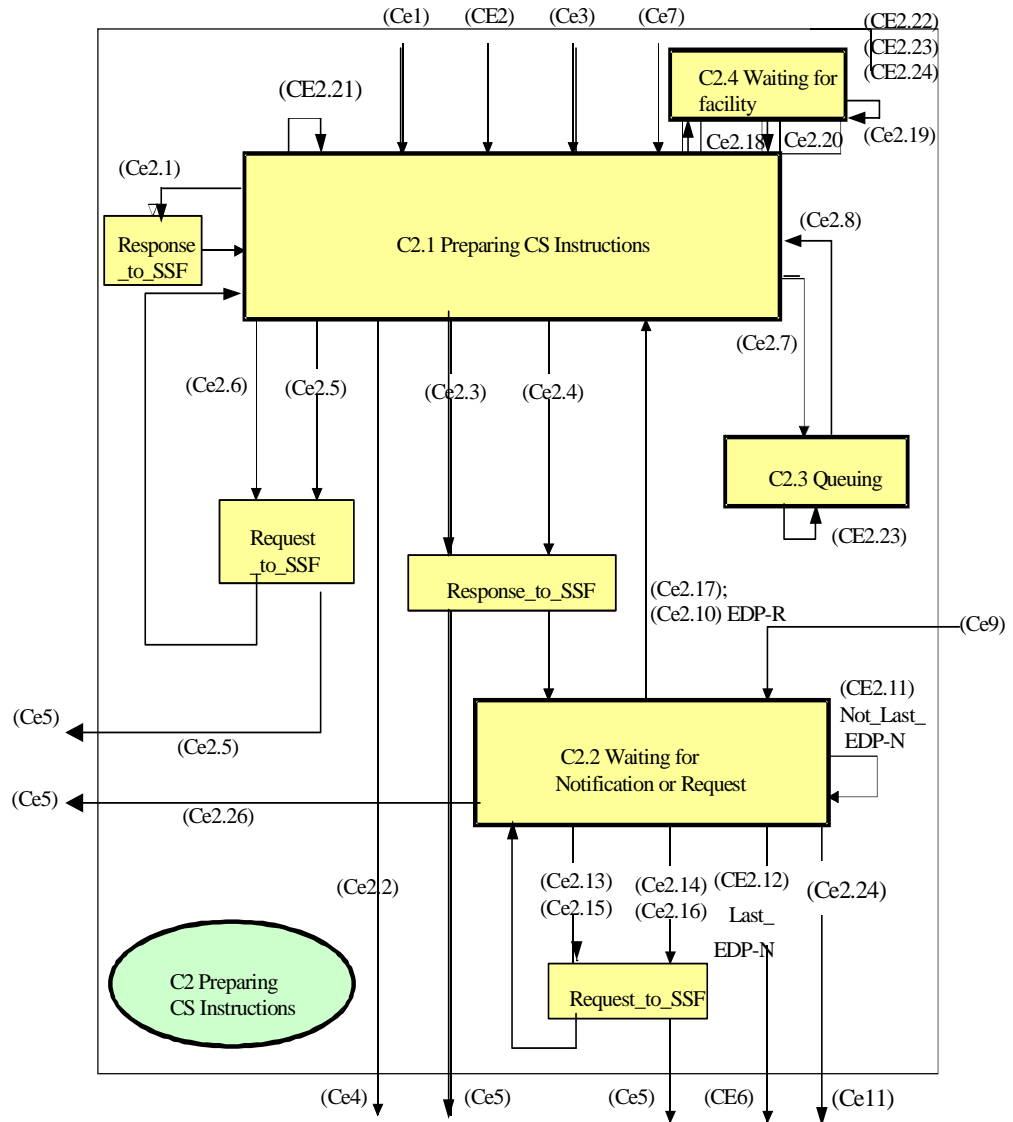 (Ce1)
(CE2)
(Ce3)
(Ce7)
(CE2.22)
(CE2.23)
(CE2.24)
C2.4 Waiting for
facility
(CE2.21)
Ce2.18
Ce2.20
(Ce2.19)
(Ce2.1)
Response
_to_SSF
C2.1 Preparing CS Instructions
(Ce2.8)
(Ce2.7)
(Ce2.6)
(Ce2.5)
(Ce2.3)
(Ce2.4)
C2.3 Queuing
(CE2.23)
Request
_to_SSF
Response_to_SSF
(Ce2.17);
(Ce2.10) EDP-R
(Ce9)
(CE2.11)
Not_Last_
EDP-N
(Ce5)
(Ce2.5)
C2.2 Waiting for
Notification or Request
(Ce5)
(Ce2.26)
(Ce2.2)
(Ce2.13)
(Ce2.15)
(Ce2.14)
(Ce2.16)
(CE2.12)
Last_
EDP-N
(Ce2.24)
C2 Preparing
CS Instructions
Request_to_SSF
(Ce4)
(Ce5)
(Ce5)
(CE6)
(Ce11)